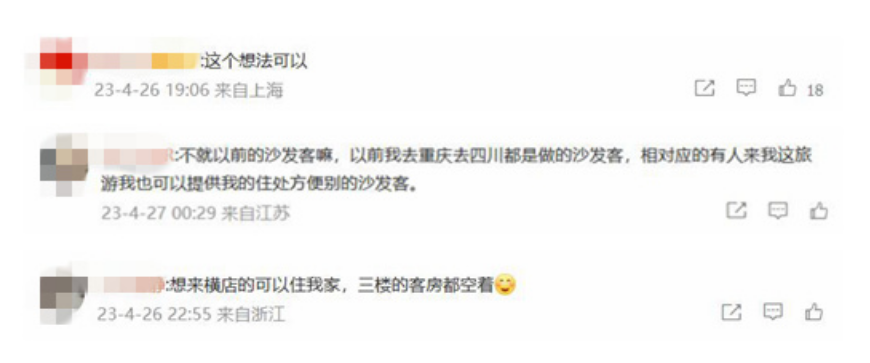 :这个想法可以
23-4-26 19:06 来自上海
18
:不就以前的沙发客嘛，以前我去重庆去四川都是做的沙发客，相对应的有人来我这旅
游我也可以提供我的住处方便别的沙发客。
23-4-27 00:29 来自江苏
:想来横店的可以住我家，三楼的客房都空着😋
23-4-26 22:55 来自浙江